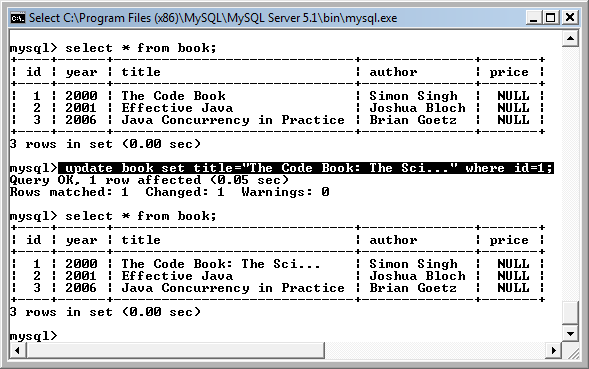 Select C:\Program Files (x86)\MySQL\MySQL Server 5.1\bin\mysql.exe
mysql> select * from book;
+----+------+------------------------------+--------------+-------+
| id | year | title                        | author       | price |
+----+------+------------------------------+--------------+-------+
|  1 | 2000 | The Code Book                | Simon Singh  |  NULL |
|  2 | 2001 | Effective Java               | Joshua Bloch |  NULL |
|  3 | 2006 | Java Concurrency in Practice | Brian Goetz  |  NULL |
+----+------+------------------------------+--------------+-------+
3 rows in set (0.00 sec)
mysql> update book set title="The Code Book: The Sci..." where id=1;
Query OK, 1 row affected (0.05 sec)
Rows matched: 1  Changed: 1  Warnings: 0
mysql> select * from book;
+----+------+------------------------------+--------------+-------+
| id | year | title                        | author       | price |
+----+------+------------------------------+--------------+-------+
|  1 | 2000 | The Code Book: The Sci...    | Simon Singh  |  NULL |
|  2 | 2001 | Effective Java               | Joshua Bloch |  NULL |
|  3 | 2006 | Java Concurrency in Practice | Brian Goetz  |  NULL |
+----+------+------------------------------+--------------+-------+
3 rows in set (0.00 sec)
mysql>